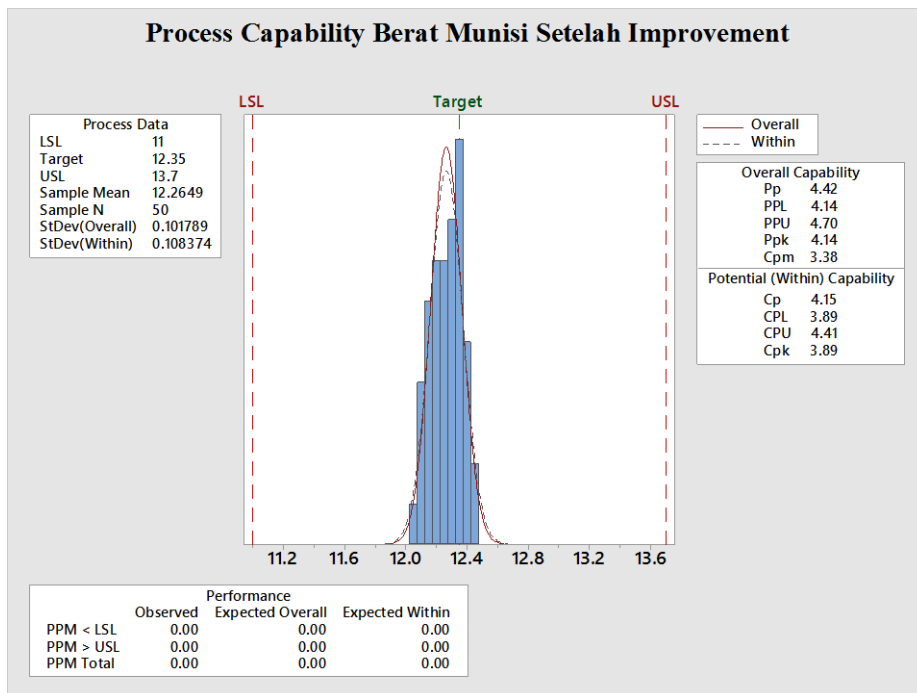 Process Capability Berat Munisi Setelah Improvement
LSL Target USL
Process Data
LSL 11
Target 12.35
USL 13.7
Sample Mean 12.2649
Sample N 50
StDev(Overall) 0.101789
StDev(Within) 0.108374
Overall
Within
Overall Capability
Pp 4.42
PPL 4.14
PPU 4.70
Ppk 4.14
Cpm 3.38
Potential (Within) Capability
Cp 4.15
CPL 3.89
CPU 4.41
Cpk 3.89
11.2 11.6 12.0 12.4 12.8 13.2 13.6
Performance
Observed Expected Overall Expected Within
PPM < LSL 0.00 0.00 0.00
PPM > USL 0.00 0.00 0.00
PPM Total 0.00 0.00 0.00